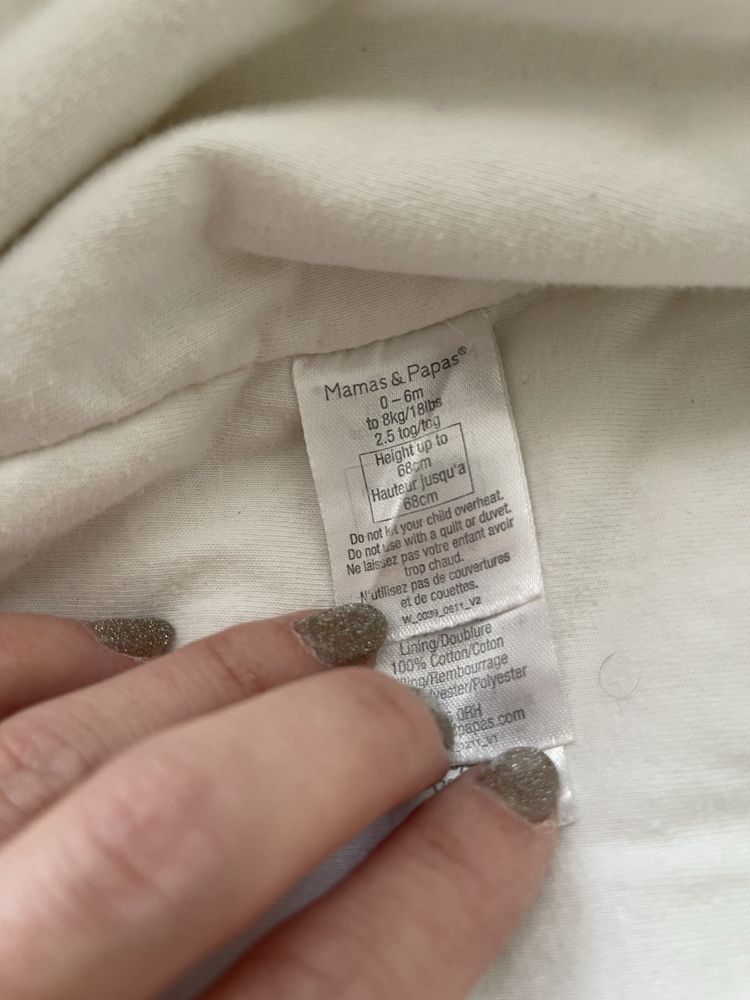 Mamas & Papas®
0 – 6m
to 8kg/18lbs
2.5 tog/tog
Height up to
68cm
Hauteur jusqu'a
68cm
Do not let your child overheat.
Do not use with a quilt or duvet.
Ne laissez pas votre enfant avoir
trop chaud.
N'utilisez pas de couvertures
et de couettes.
W_0039_0611_V2
Lining/Doublure
100% Cotton/Coton
/Rembourrage
/Polyester
0RH